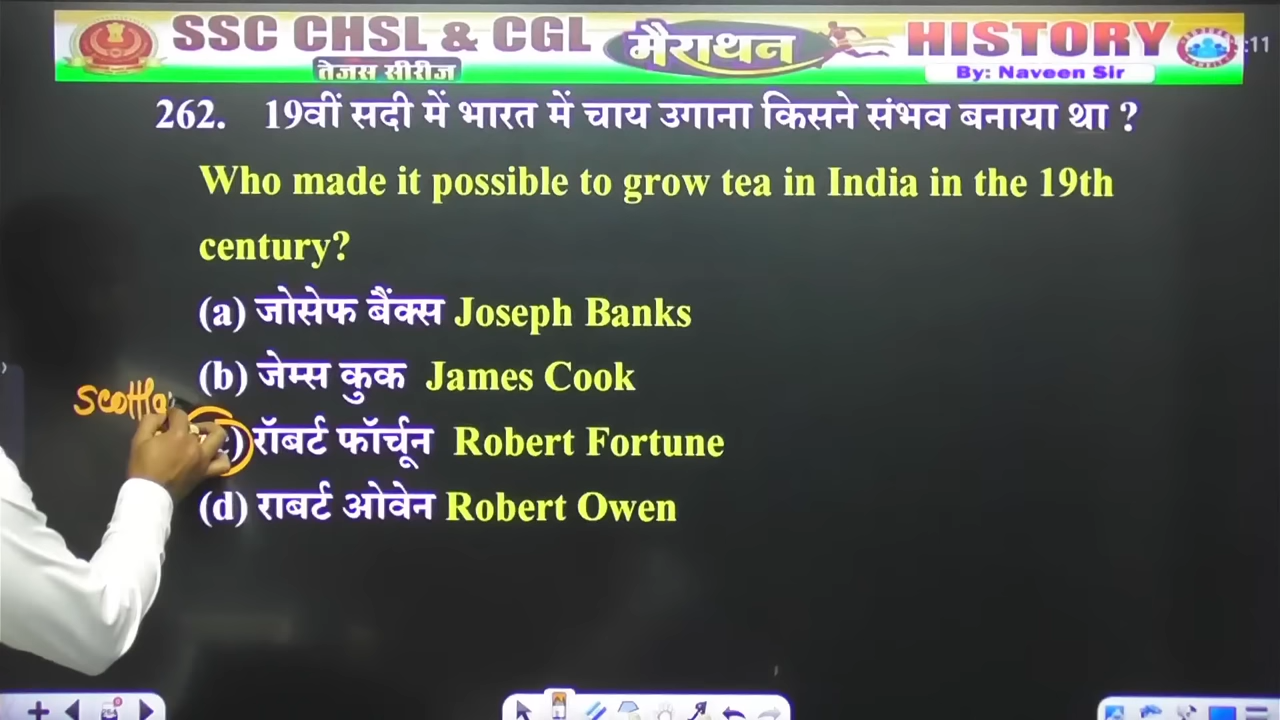 SSC CHSL & CGL
तेजस सीरीज
मैराथन
HISTORY
By: Naveen Sir
:11
262. 19वीं सदी में भारत में चाय उगाना किसने संभव बनाया था ?
Who made it possible to grow tea in India in the 19th
century?
(a) जोसेफ बैंक्स Joseph Banks
(b) जेम्स कुक James Cook
scottla
रॉबर्ट फॉर्चून Robert Fortune
(d) राबर्ट ओवेन Robert Owen